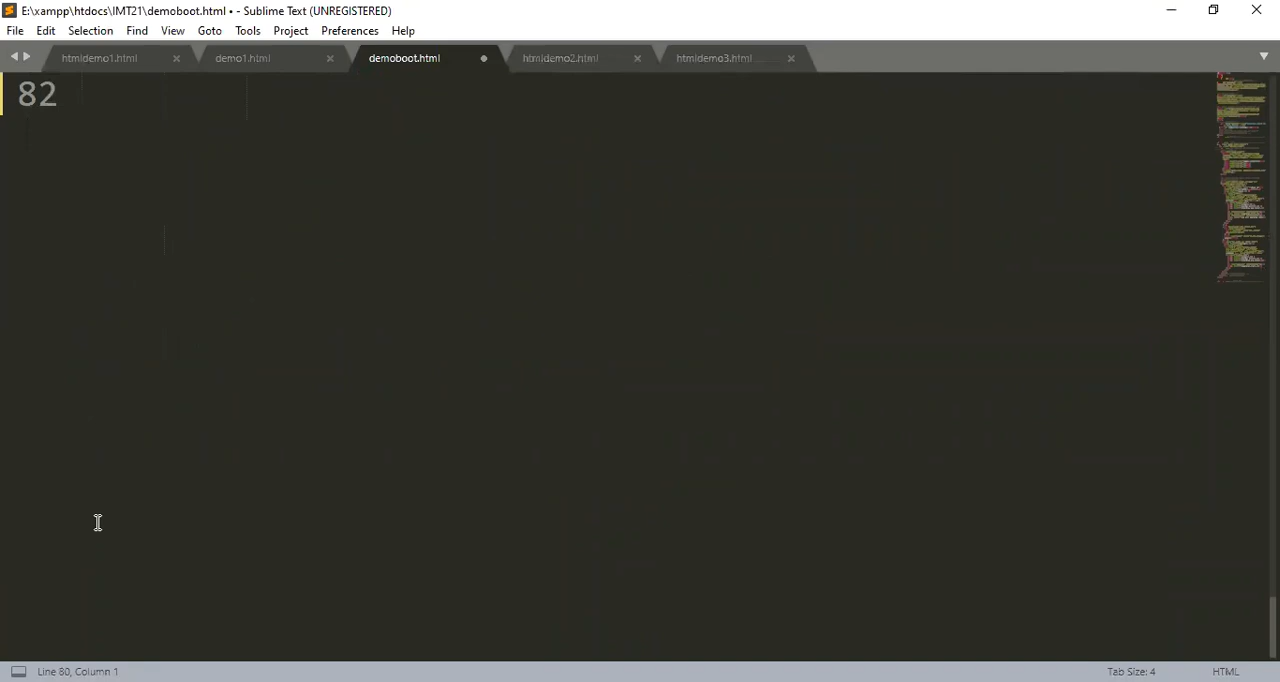 E:\xampp\htdocs\IMT21\demoboot.html • - Sublime Text (UNREGISTERED)
File Edit Selection Find View Goto Tools Project Preferences Help
htmldemo1.html demo1.html demoboot.html htmldemo2.html htmldemo3.html
82
Line 80, Column 1 Tab Size: 4 HTML